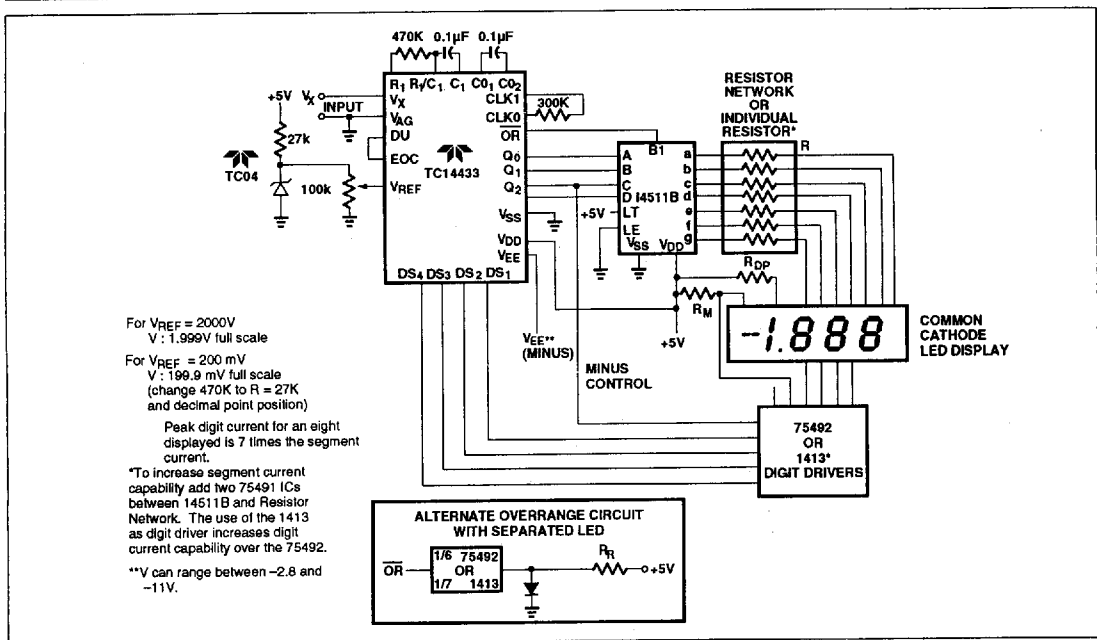 470K 0.1µF 0.1µF
R1 R1/C1 C1 C01 C02
+5V
VX
INPUT
27k
TC04
100k
VX
VAG
DU
EOC
VREF
TC14433
CLK1
CLK0
300K
OR
Q0
Q1
Q2
VSS
VDD
VEE
DS4 DS3 DS2 DS1
B1
A
B
C
D
I4511B
+5V
LT
LE
VSS VDD
a
b
c
d
e
f
g
RESISTOR
NETWORK
OR
INDIVIDUAL
RESISTOR*
R
RDP
RM
+5V
VEE**
(MINUS)
MINUS
CONTROL
-1.888
COMMON
CATHODE
LED DISPLAY
75492
OR
1413*
DIGIT DRIVERS
For VREF = 2000V
V : 1.999V full scale
For VREF = 200 mV
V : 199.9 mV full scale
(change 470K to R = 27K
and decimal point position)
Peak digit current for an eight
displayed is 7 times the segment
current.
*To increase segment current
capability add two 75491 ICs
between 14511B and Resistor
Network. The use of the 1413
as digit driver increases digit
current capability over the 75492.
**V can range between –2.8 and
–11V.
ALTERNATE OVERRANGE CIRCUIT
WITH SEPARATED LED
OR
1/6 75492
OR
1/7 1413
RR
+5V